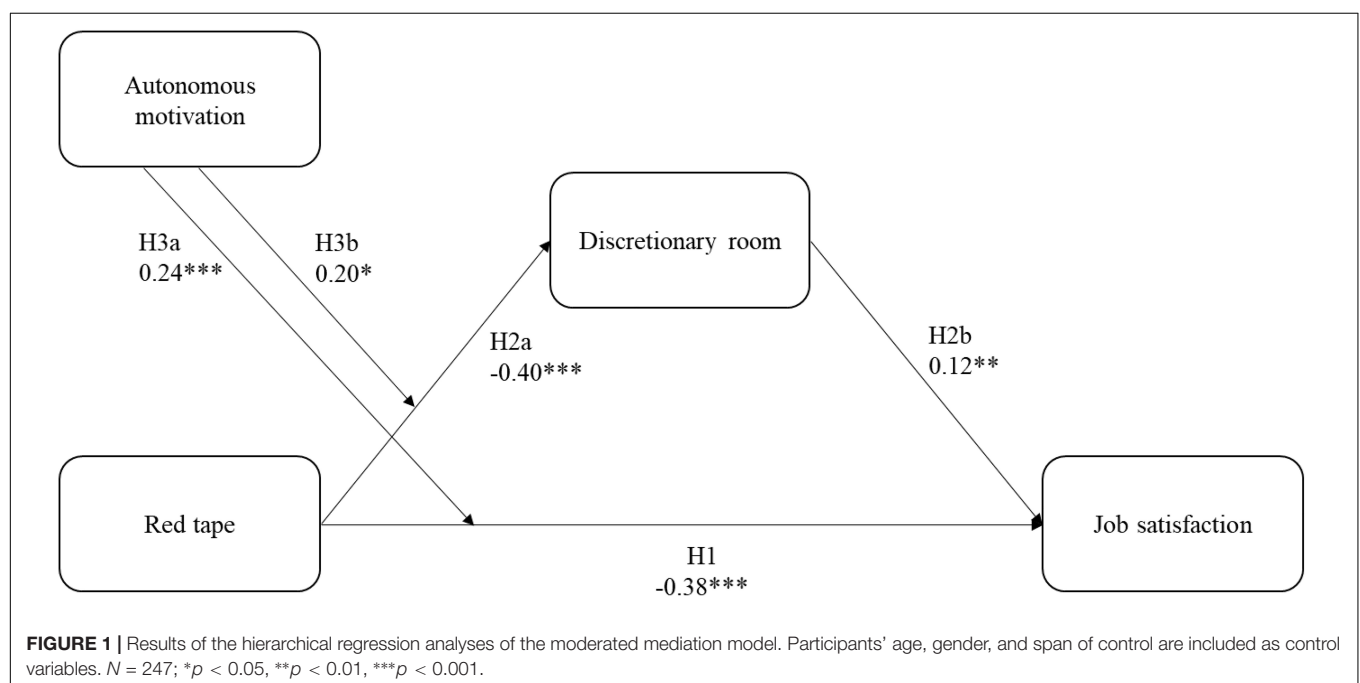 Autonomous
motivation
H3a
0.24***
H3b
0.20*
Discretionary room
H2a
-0.40***
H2b
0.12**
Red tape
Job satisfaction
H1
-0.38***
FIGURE 1 | Results of the hierarchical regression analyses of the moderated mediation model. Participants’ age, gender, and span of control are included as control
variables. N = 247; *p < 0.05, **p < 0.01, ***p < 0.001.